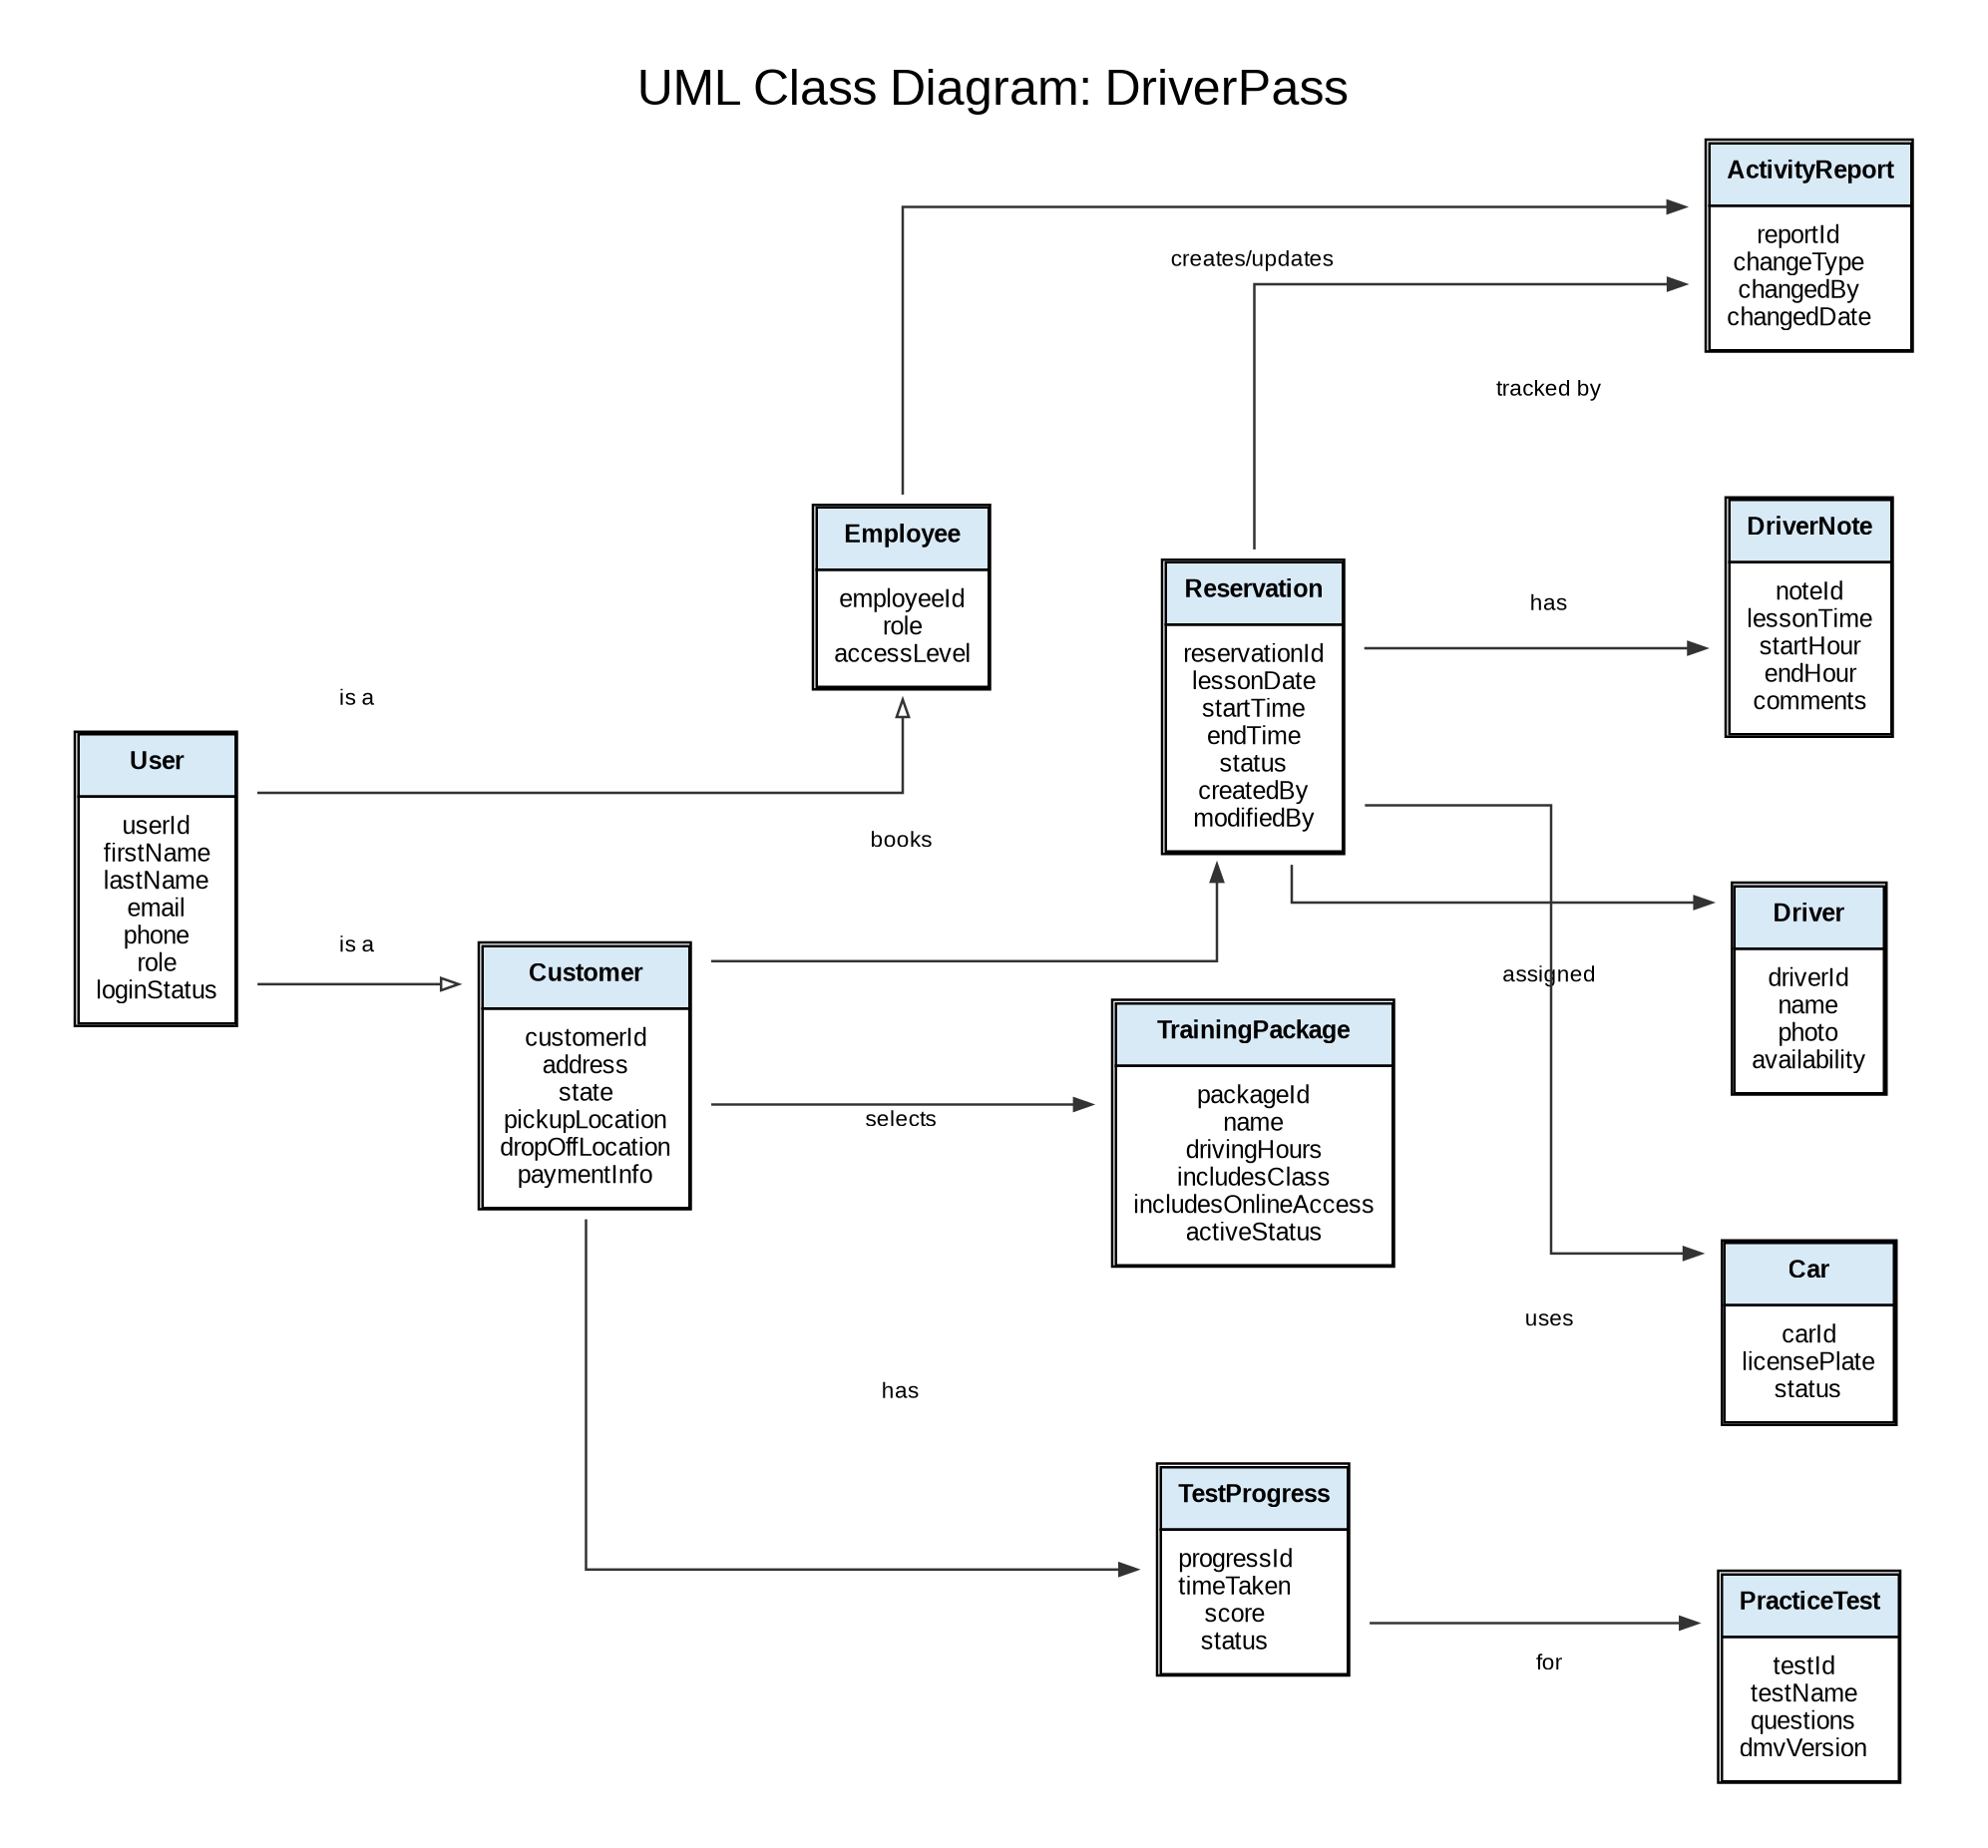 UML Class Diagram: DriverPass
ActivityReport
reportId
changeType
changedBy
changedDate
creates/updates
tracked by
Employee
employeeId
role
accessLevel
Reservation
reservationId
lessonDate
startTime
endTime
status
createdBy
modifiedBy
has
DriverNote
noteId
lessonTime
startHour
endHour
comments
is a
User
userId
firstName
lastName
email
phone
role
loginStatus
is a
books
Customer
customerId
address
state
pickupLocation
dropOffLocation
paymentInfo
selects
TrainingPackage
packageId
name
drivingHours
includesClass
includesOnlineAccess
activeStatus
assigned
Driver
driverId
name
photo
availability
uses
Car
carId
licensePlate
status
has
TestProgress
progressId
timeTaken
score
status
for
PracticeTest
testId
testName
questions
dmvVersion